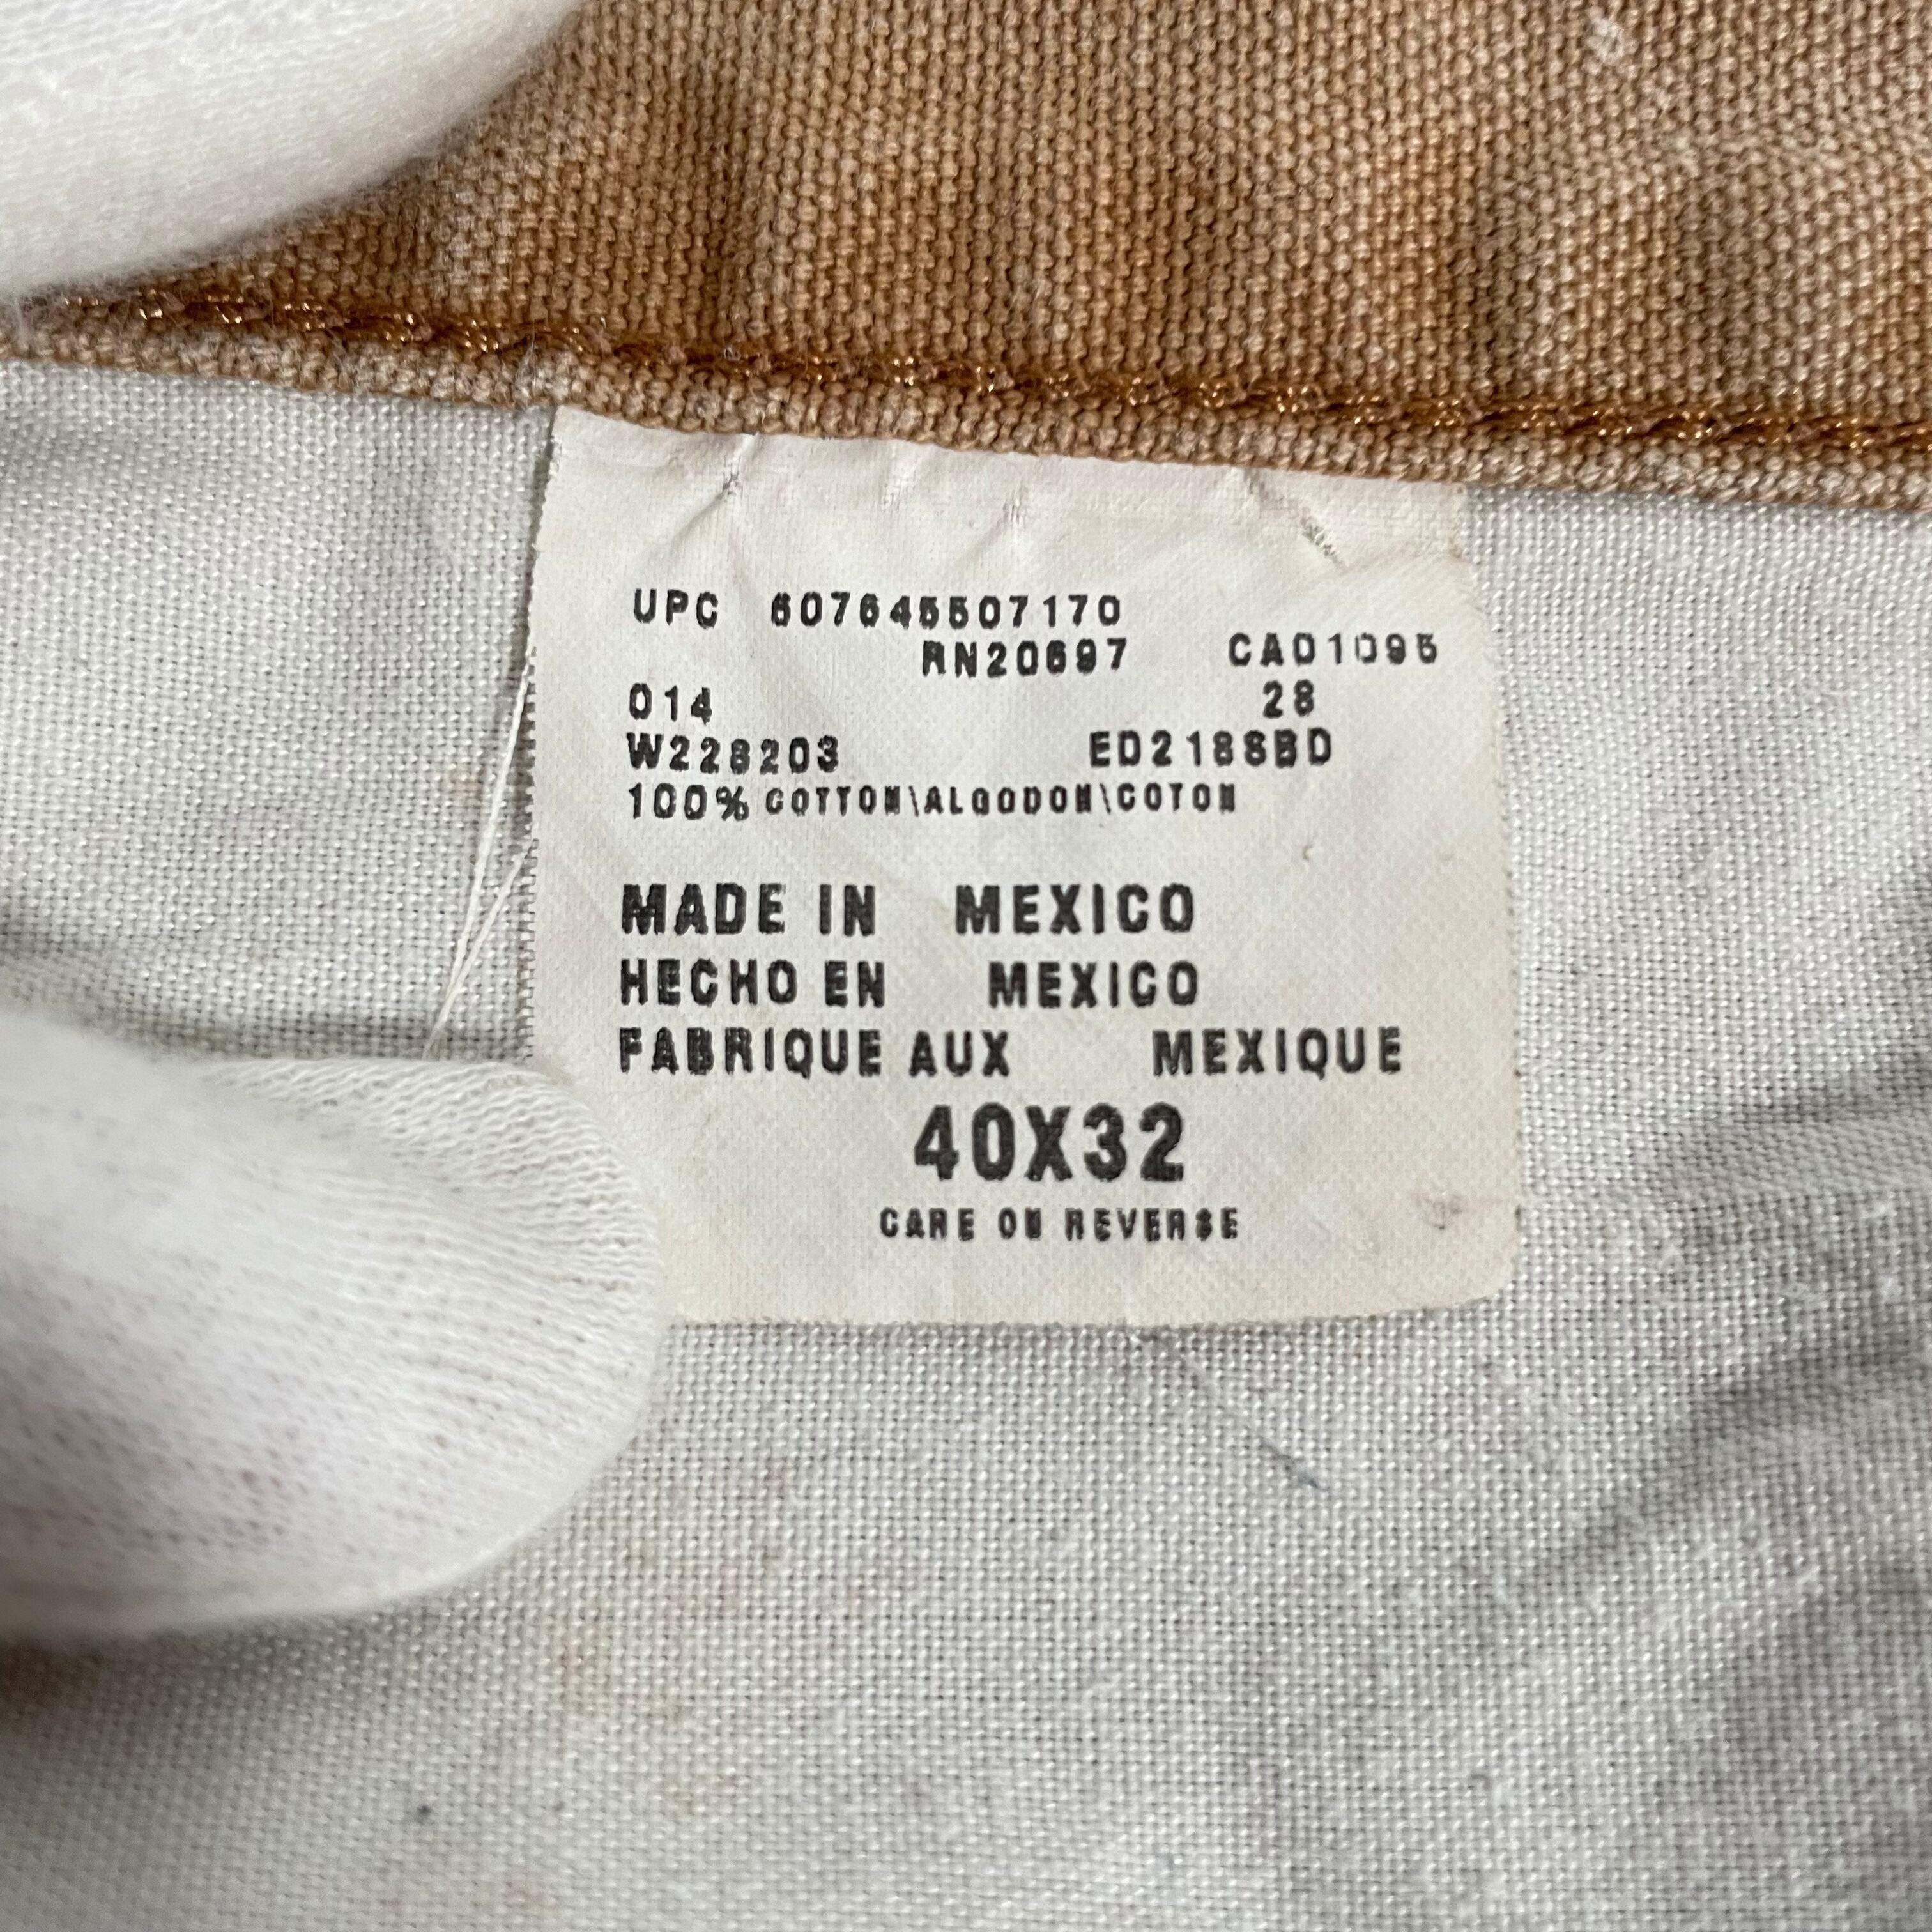 UPC 607645507170
RN20697 CA01095
014 28
W228203 ED218SBD
100% COTTON\ALGODON\COTON
MADE IN MEXICO
HECHO EN MEXICO
FABRIQUE AUX MEXIQUE
40X32
CARE ON REVERSE